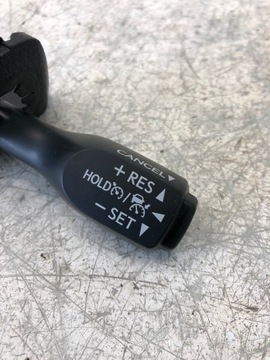 CANCEL
+ RES
HOLD /
− SET